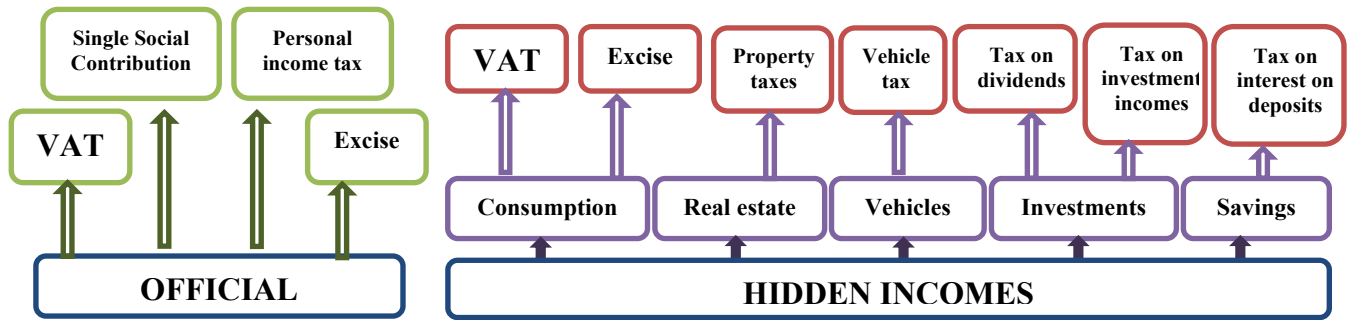 Single Social
Contribution
Personal
income tax
VAT
Excise
OFFICIAL
VAT
Excise
Property
taxes
Vehicle
tax
Tax on
dividends
Tax on
investment
incomes
Tax on
interest on
deposits
Consumption
Real estate
Vehicles
Investments
Savings
HIDDEN INCOMES